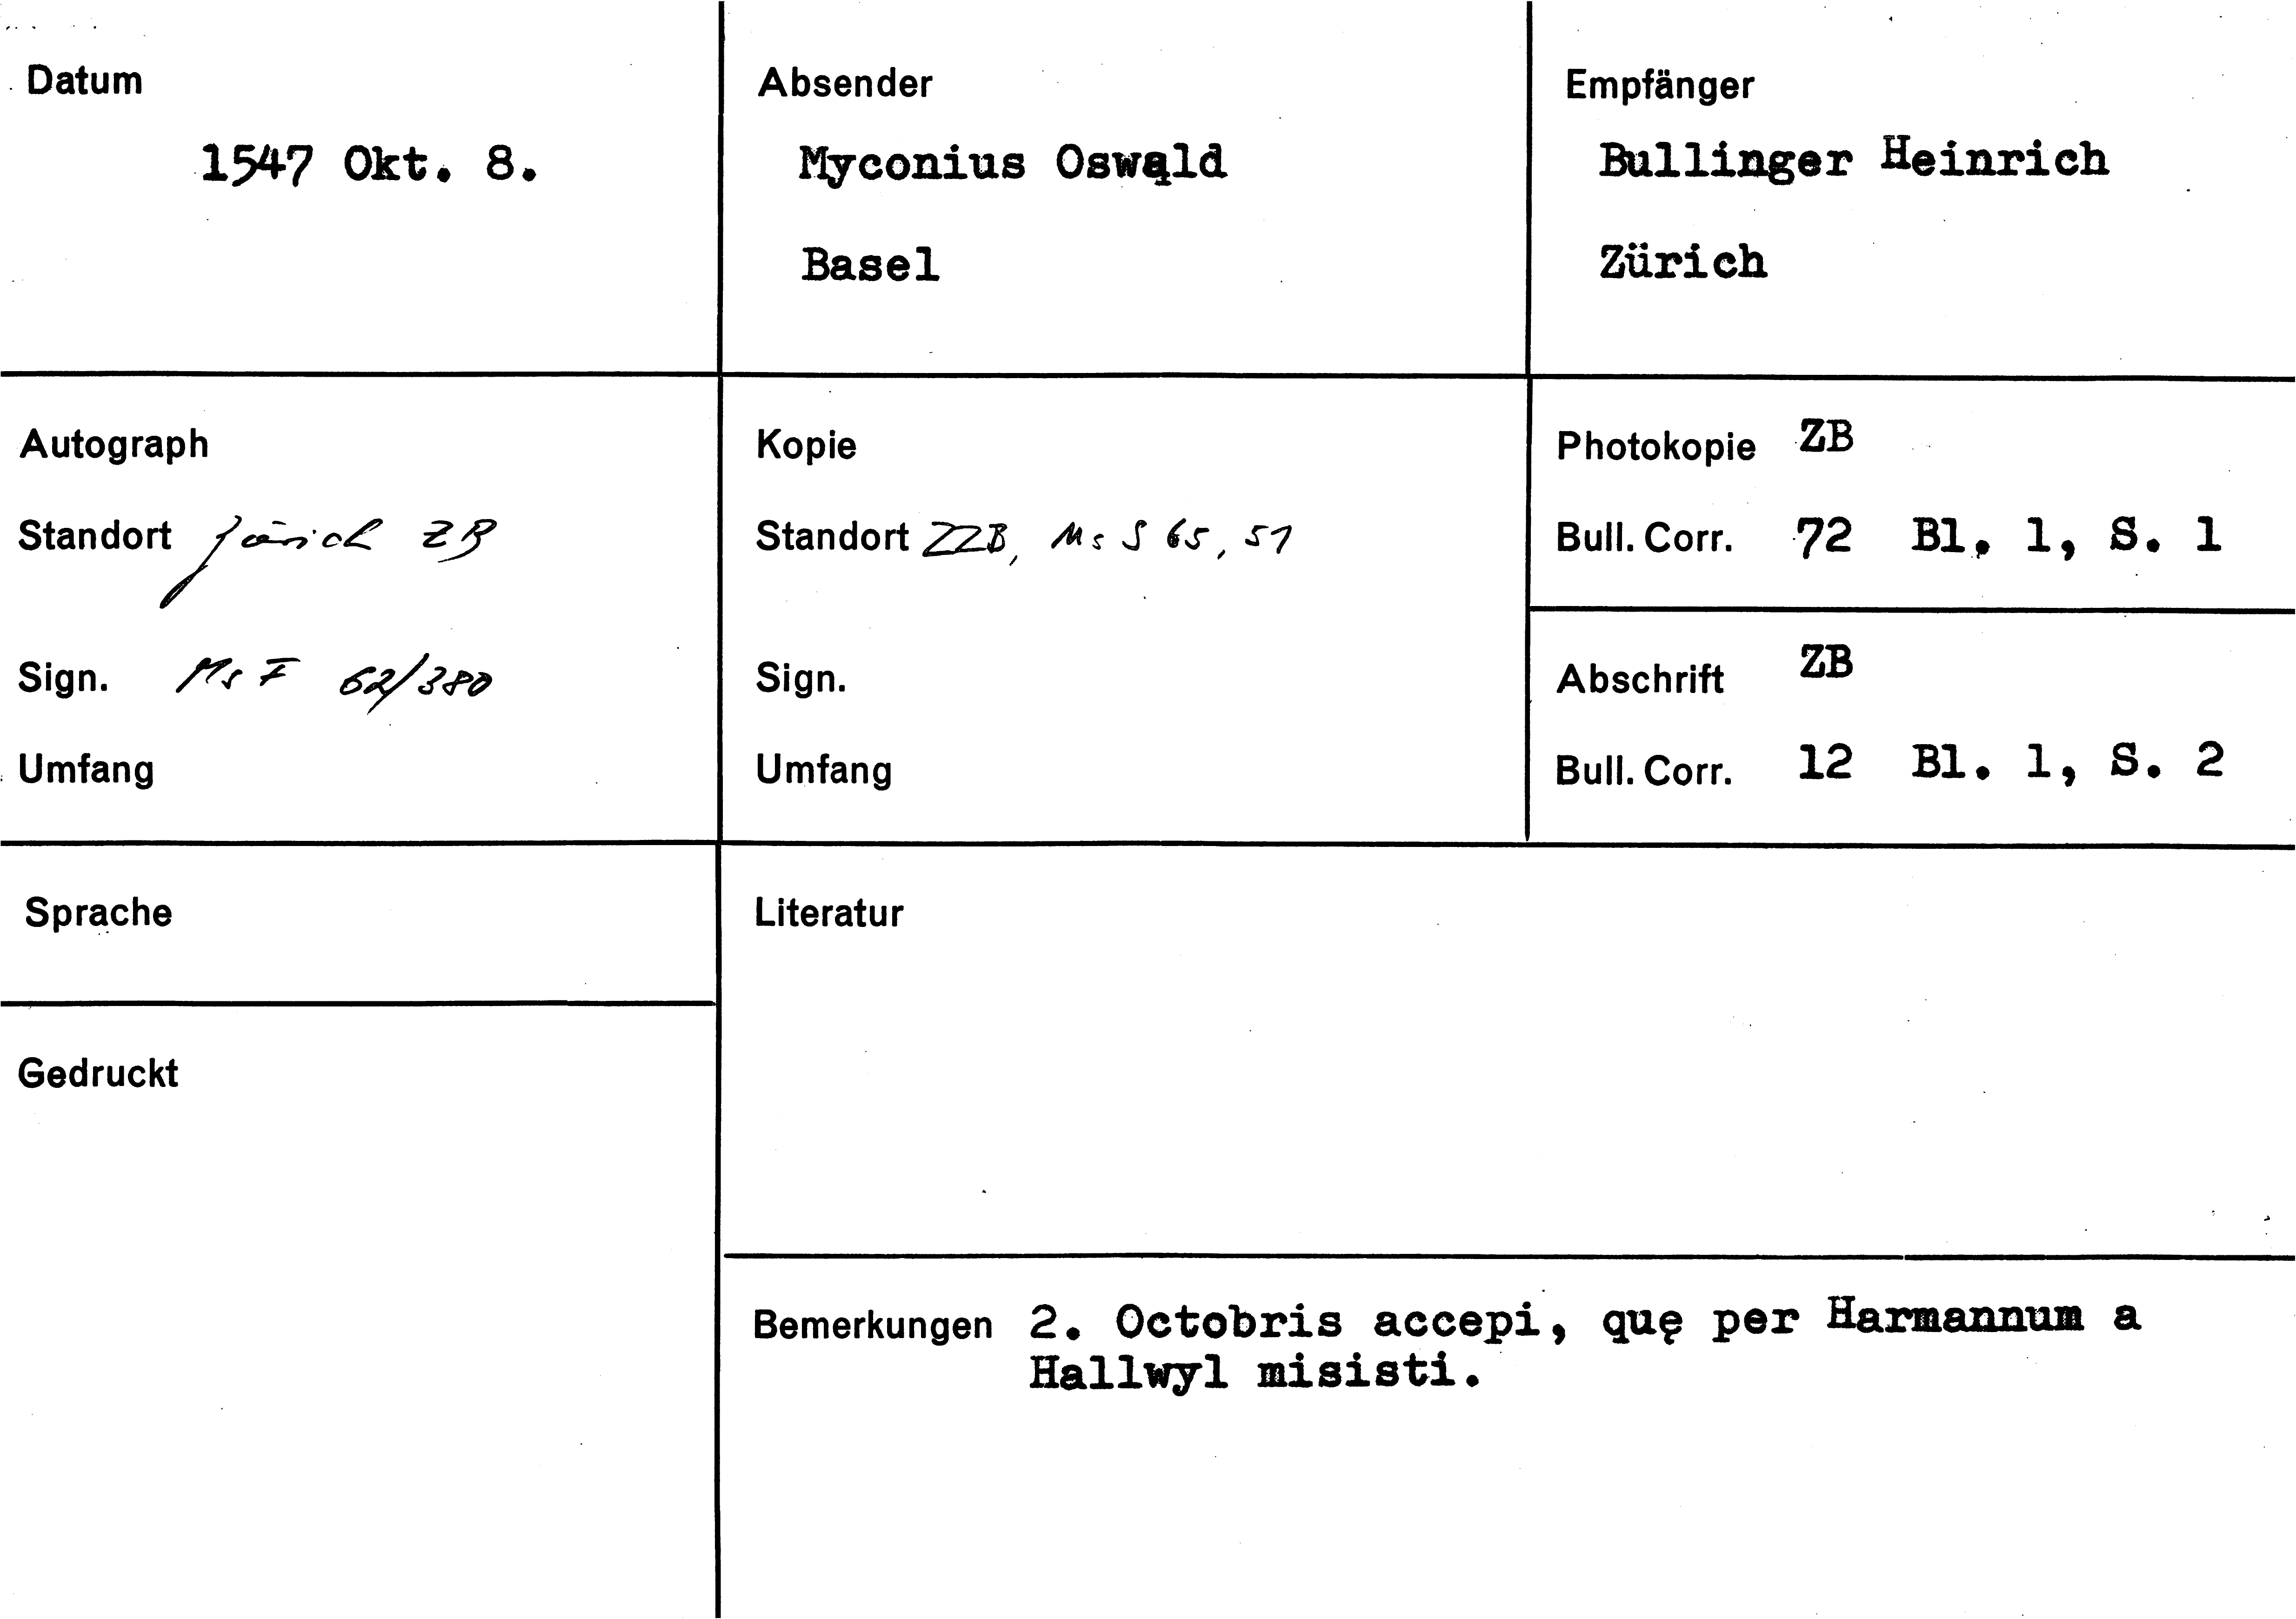 Datum
1547 Okt. 8.
Absender
Myconius Oswald
Basel
Empfänger
Bullinger Heinrich
Zürich
Autograph
Standort Zürich ZB
Sign. Ms F 62/380
Umfang
Kopie
Standort ZZB, Ms S 65, 51
Sign.
Umfang
Photokopie ZB
Bull. Corr. 72 Bl. 1, S. 1
Abschrift ZB
Bull. Corr. 12 Bl. 1, S. 2
Sprache
Gedruckt
Literatur
Bemerkungen 2. Octobris accepi, quę per Harmannum a
Hallwyl misisti.